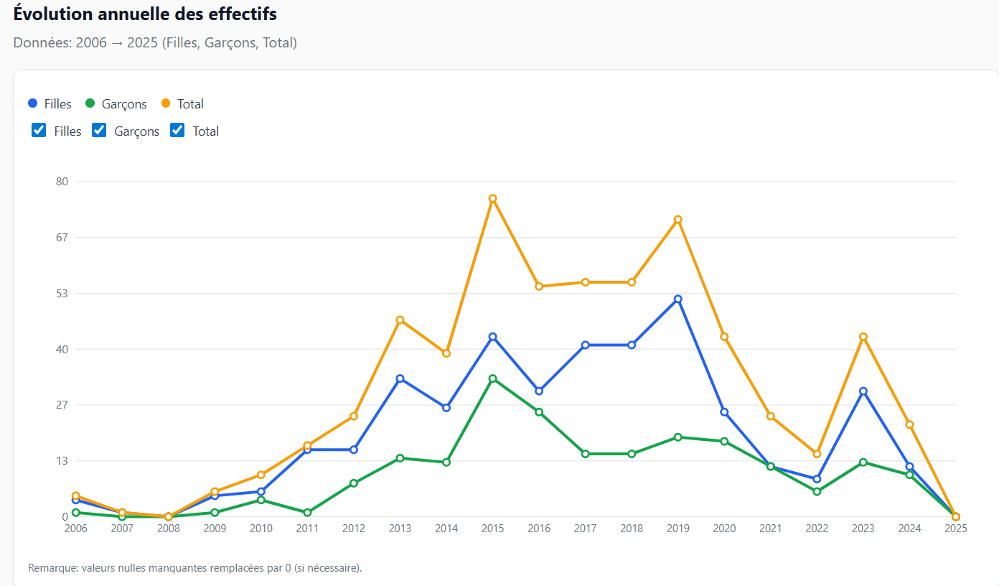 Évolution annuelle des effectifs
Données: 2006 → 2025 (Filles, Garçons, Total)
Filles Garçons Total
Filles Garçons Total
80
67
53
40
27
13
0
2006 2007 2008 2009 2010 2011 2012 2013 2014 2015 2016 2017 2018 2019 2020 2021 2022 2023 2024 2025
Remarque: valeurs nulles manquantes remplacées par 0 (si nécessaire).